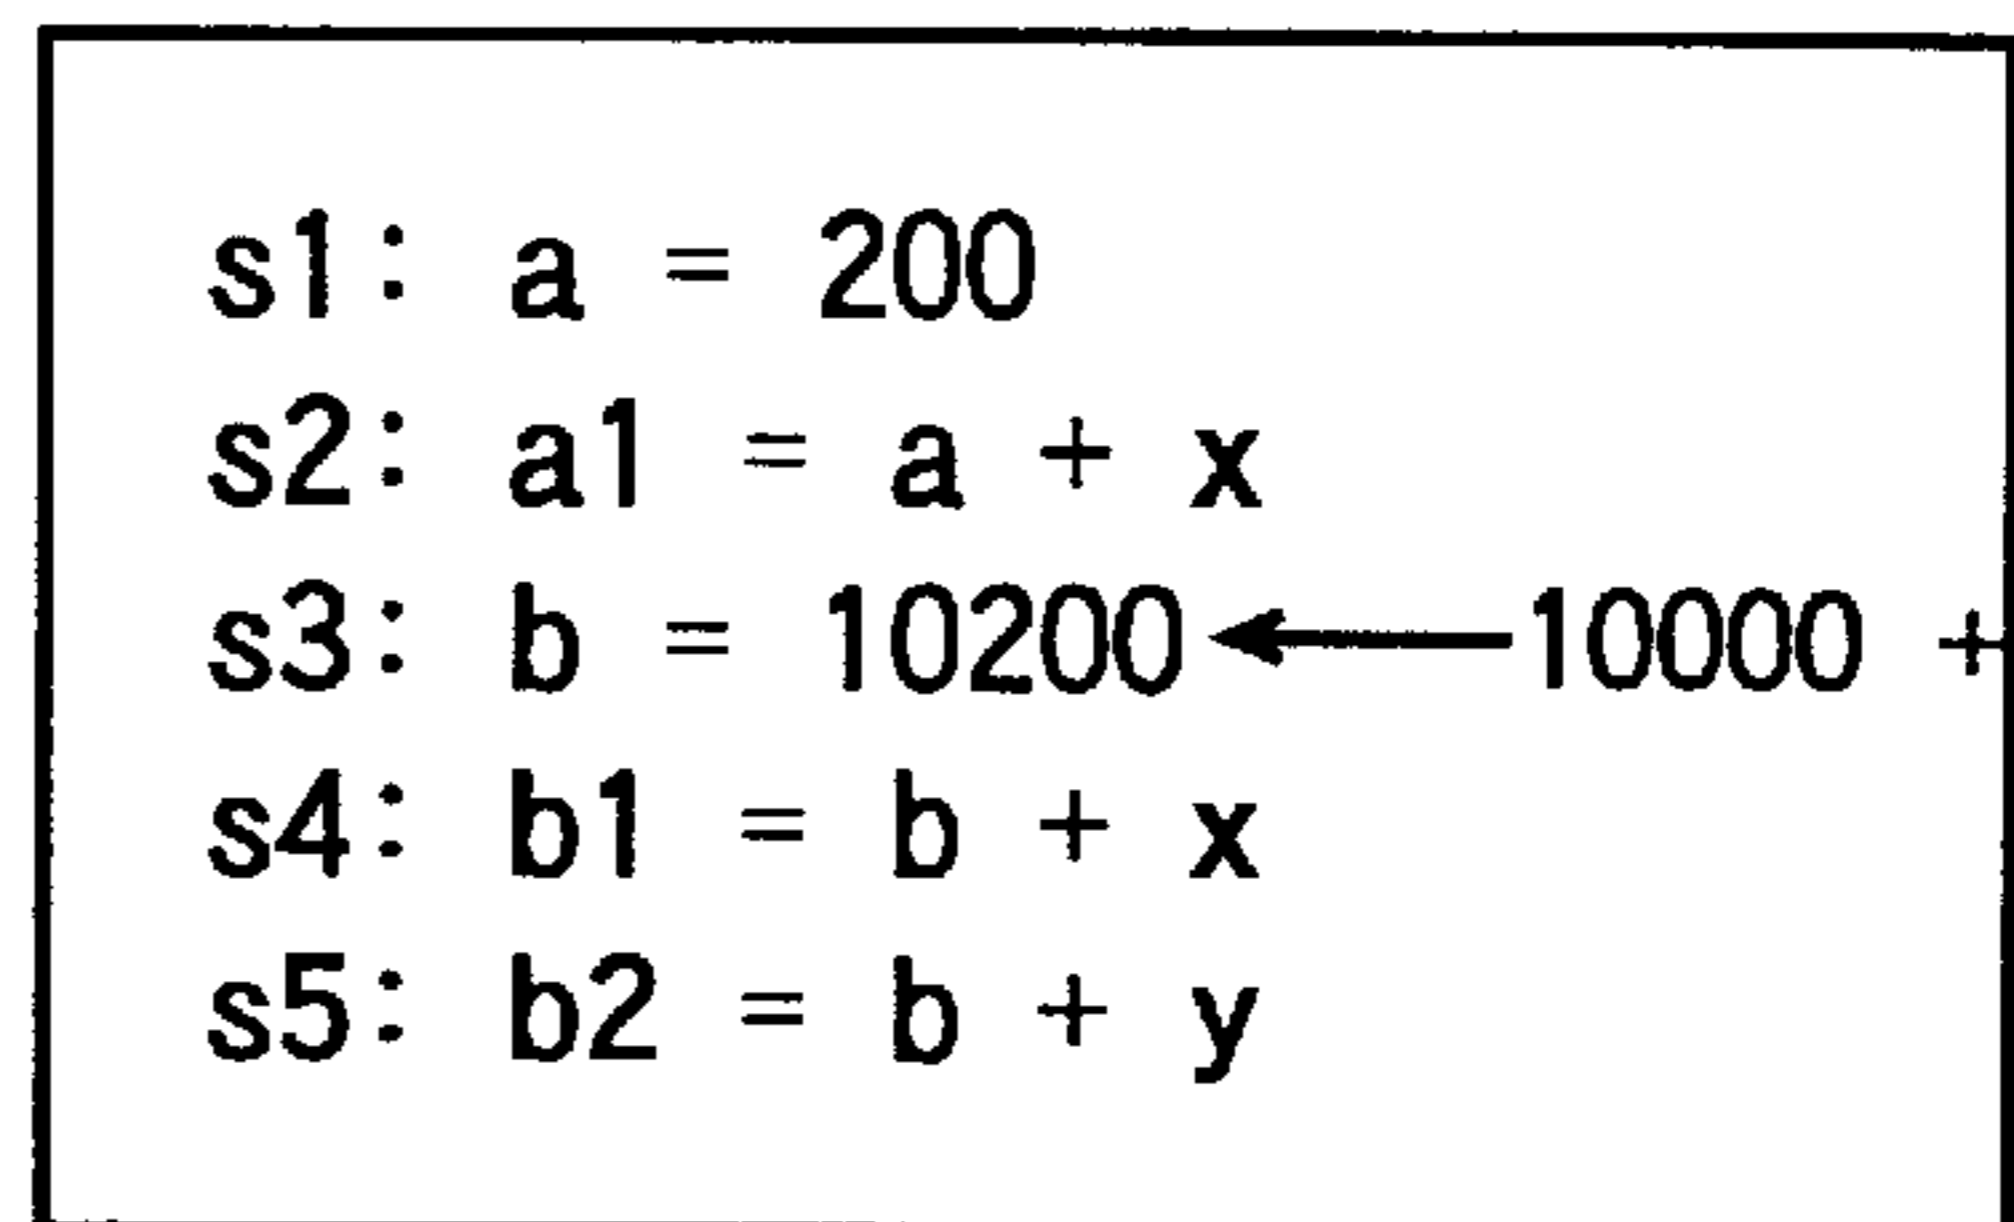 s1: a = 200
s2: a1 = a + x
s3: b = 10200 ← 10000 +
s4: b1 = b + x
s5: b2 = b + y